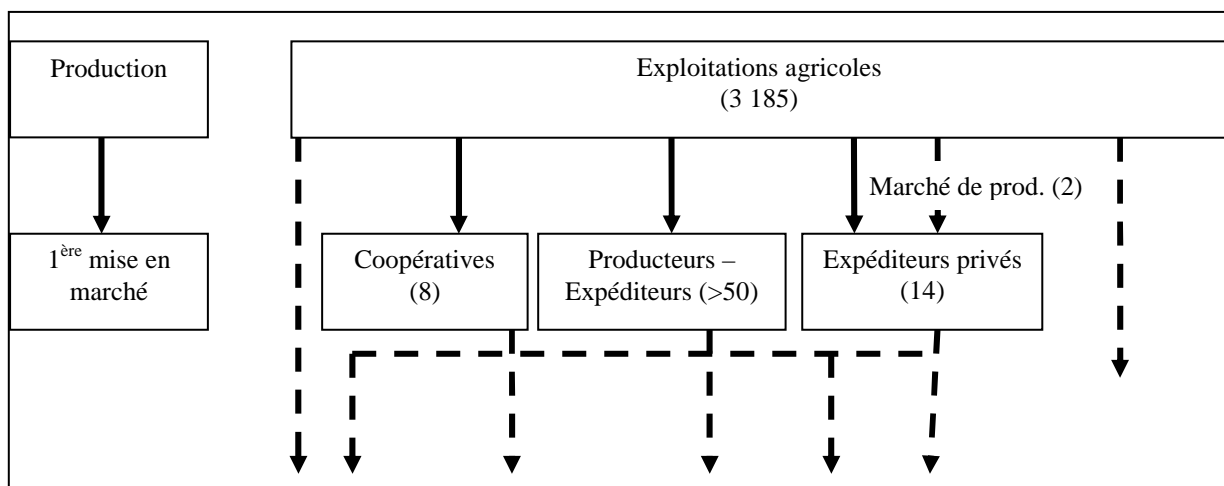 Production
Exploitations agricoles
(3 185)
Marché de prod. (2)
1ère mise en
marché
Coopératives
(8)
Producteurs –
Expéditeurs (>50)
Expéditeurs privés
(14)